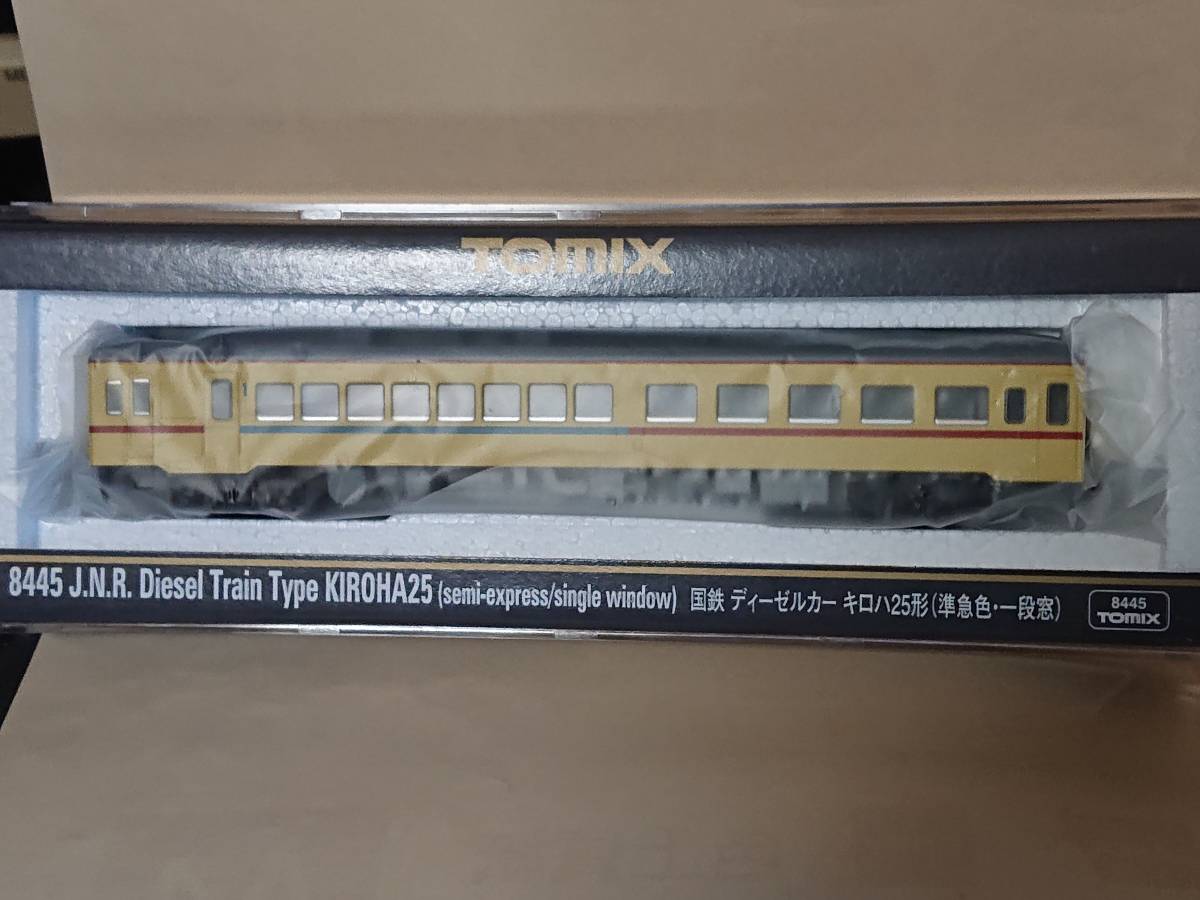 TOMIX
8445 J.N.R. Diesel Train Type KIROHA25 (semi-express/single window) 国鉄 ディーゼルカー キロハ25形(準急色・一段窓)
8445
TOMIX